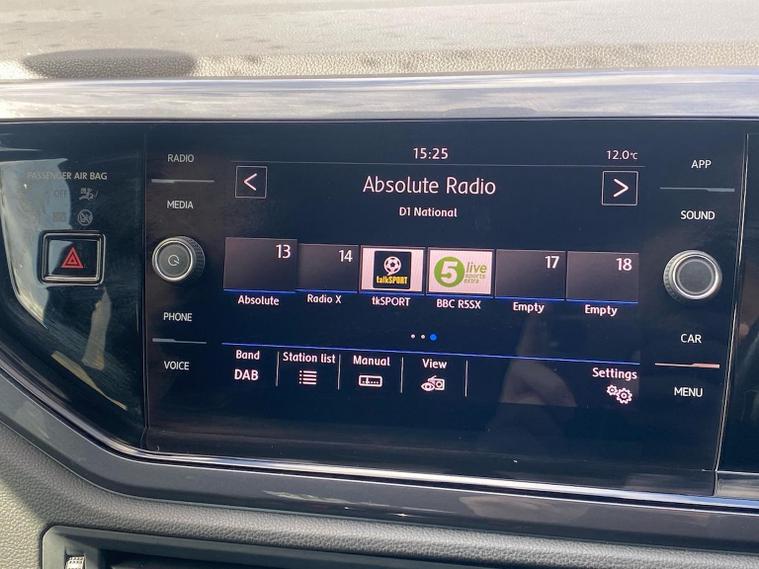 RADIO
MEDIA
PHONE
VOICE
PASSENGER AIR BAG
OFF
15:25
12.0°C
<
Absolute Radio
>
D1 National
13
14
talkSPORT
5 live
sports
extra
17
18
Absolute
Radio X
tkSPORT
BBC R5SX
Empty
Empty
Band
DAB
Station list
Manual
View
Settings
APP
SOUND
CAR
MENU